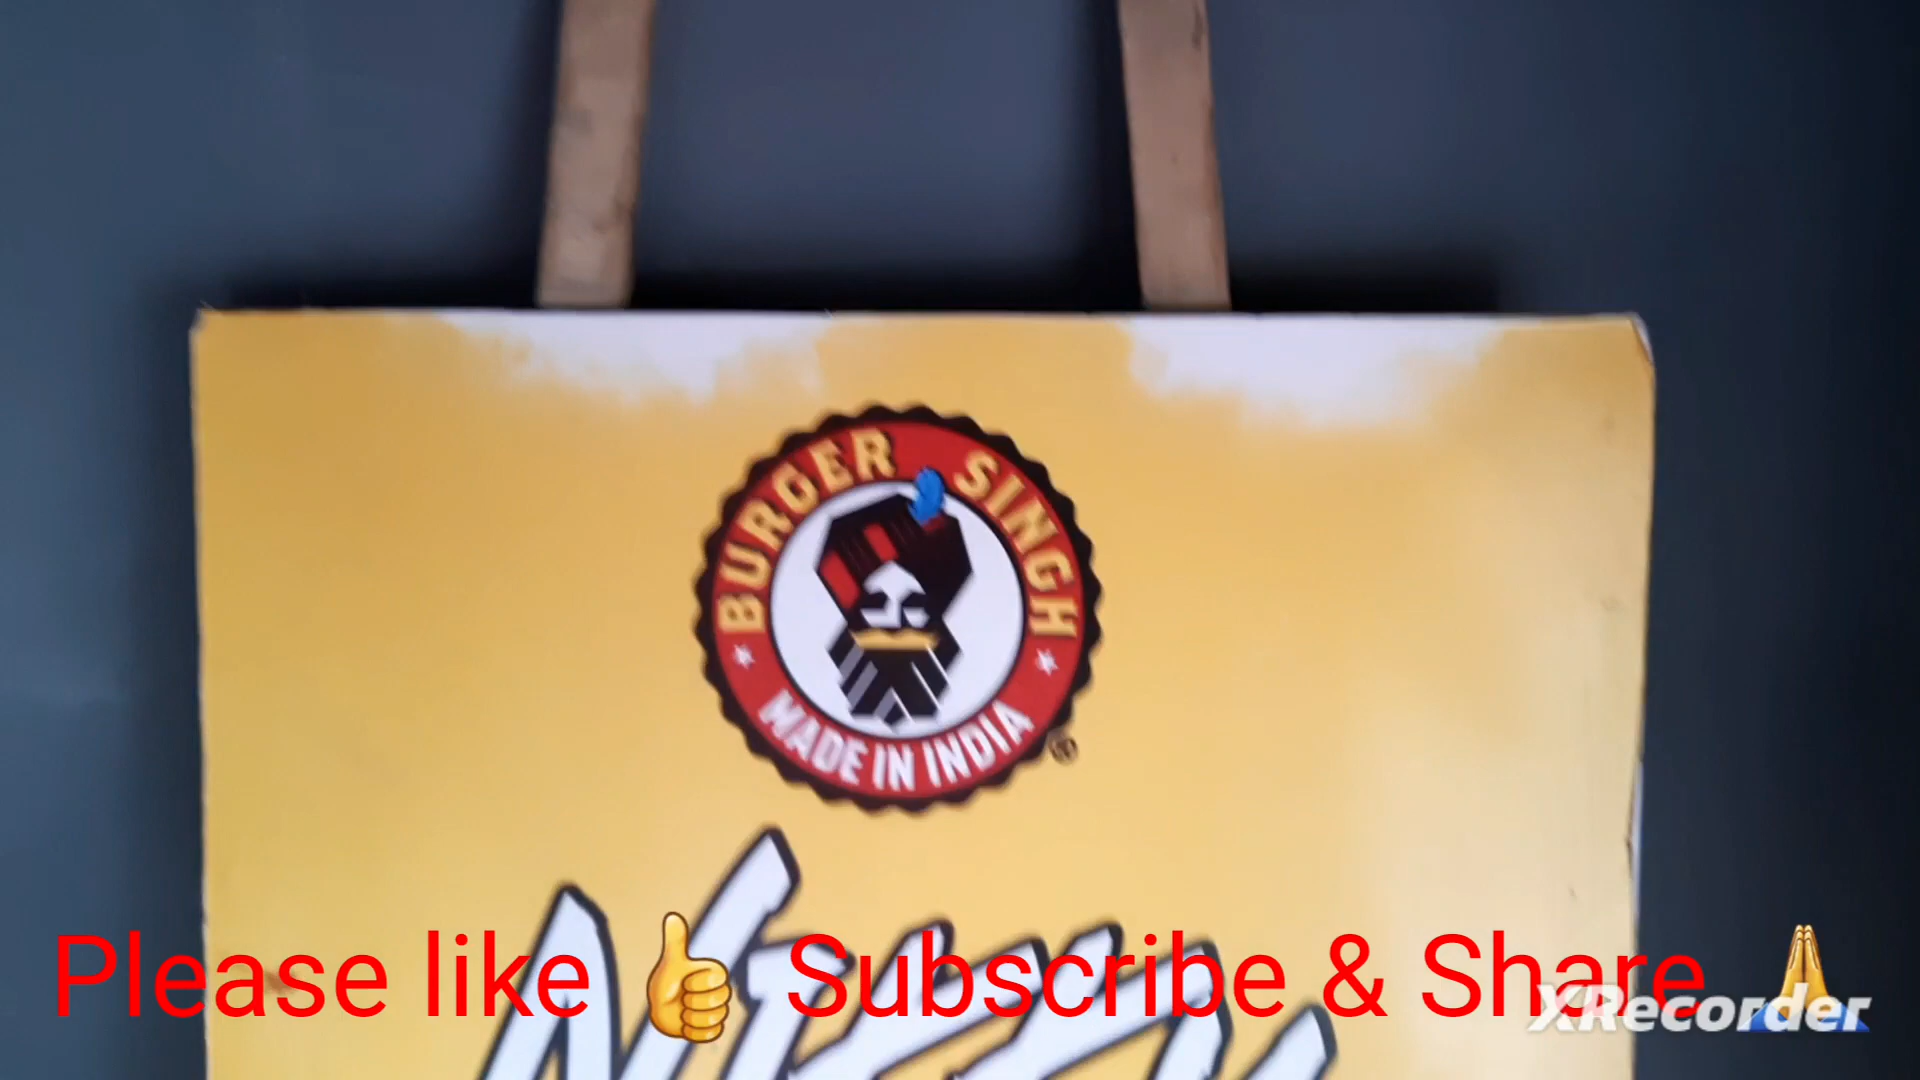 BURGER SINGH
MADE IN INDIA
®
Please like 👍 Subscribe & Share 🙏
XRecorder